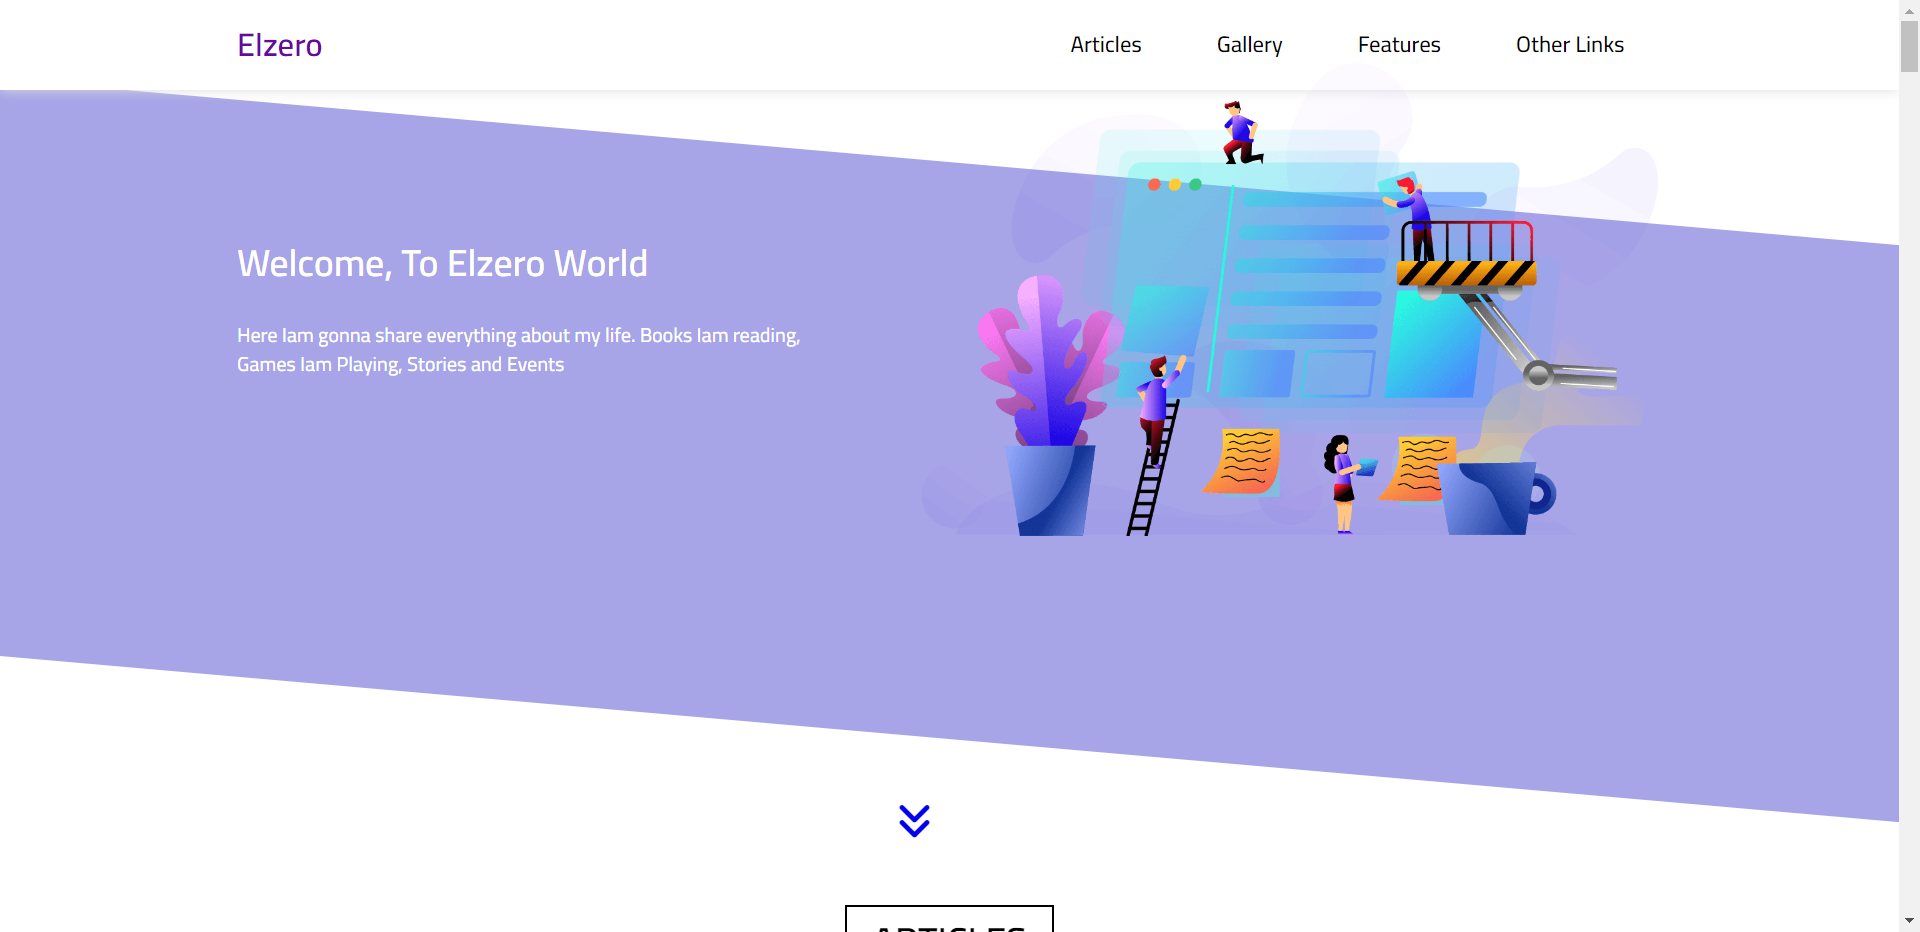 Elzero
Articles
Gallery
Features
Other Links
Welcome, To Elzero World
Here Iam gonna share everything about my life. Books Iam reading,
Games Iam Playing, Stories and Events
ARTICLES